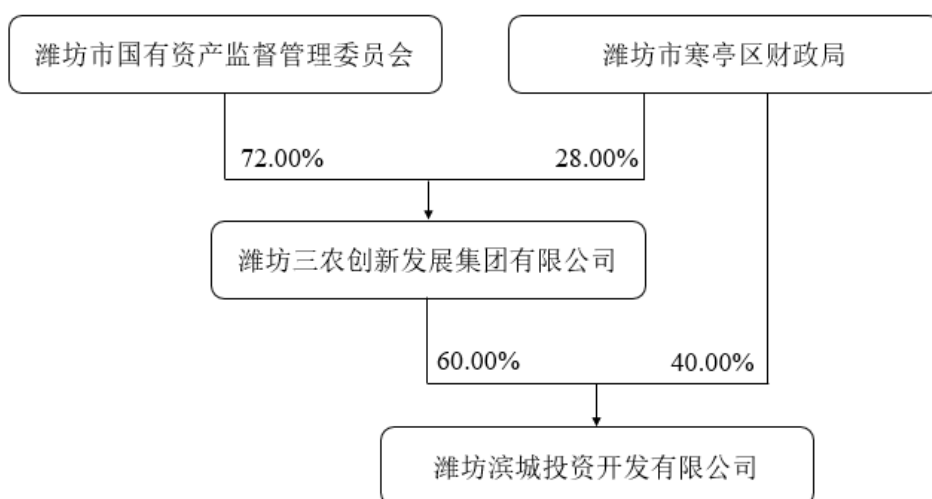 潍坊市国有资产监督管理委员会
潍坊市寒亭区财政局
72.00%
28.00%
潍坊三农创新发展集团有限公司
60.00%
40.00%
潍坊滨城投资开发有限公司